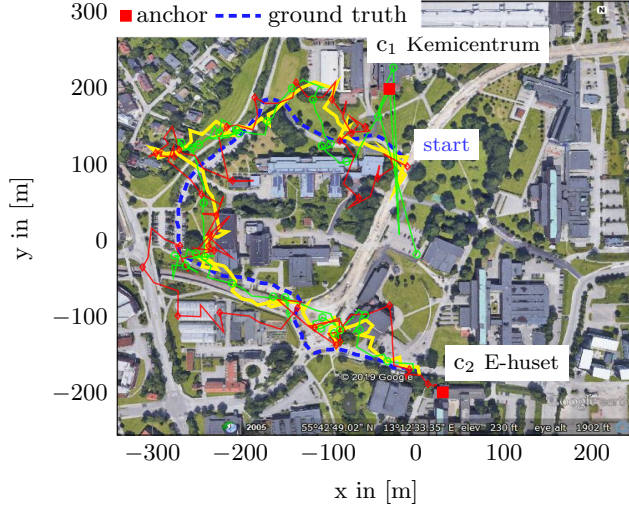 anchor ground truth
300
c1 Kemicentrum
N
200
start
100
y in [m]
0
−100
c2 E-huset
© 2019 Google
−200
Google earth
2005 55°42'49.02" N 13°12'33.35" E elev 230 ft eye alt 1902 ft
−300 −200 −100 0 100 200
x in [m]